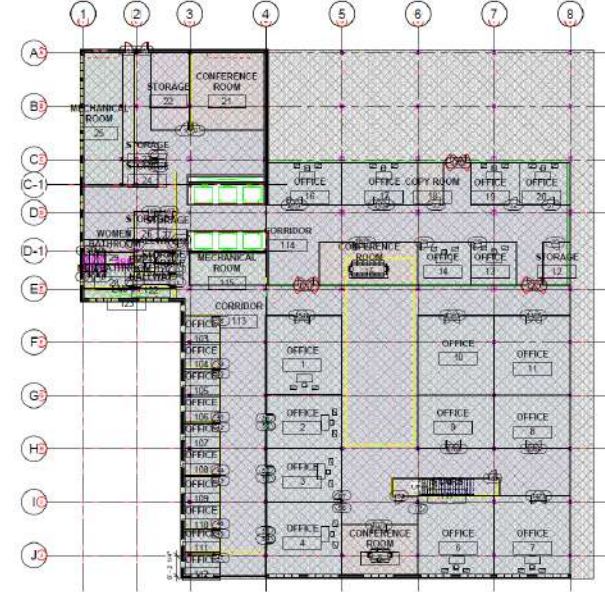 1 2 3 4 5 6 7 8
A
B
C
C-1
D
D-1
E
F
G
H
I
J
MECHANICAL
ROOM
25
STORAGE
22
CONFERENCE
ROOM
21
STORAGE
24
OFFICE
16
OFFICE
17
COPY ROOM
18
OFFICE
19
OFFICE
20
WOMEN
BATHROOM
CORRIDOR
114
MECHANICAL
ROOM
115
CONFERENCE
ROOM
OFFICE
14
OFFICE
13
STORAGE
12
123
CORRIDOR
113
OFFICE
103
OFFICE
104
OFFICE
105
OFFICE
106
OFFICE
107
OFFICE
108
OFFICE
109
OFFICE
110
OFFICE
111
OFFICE
1
OFFICE
10
OFFICE
11
OFFICE
2
OFFICE
9
OFFICE
8
OFFICE
3
OFFICE
4
CONFERENCE
ROOM
OFFICE
6
OFFICE
7